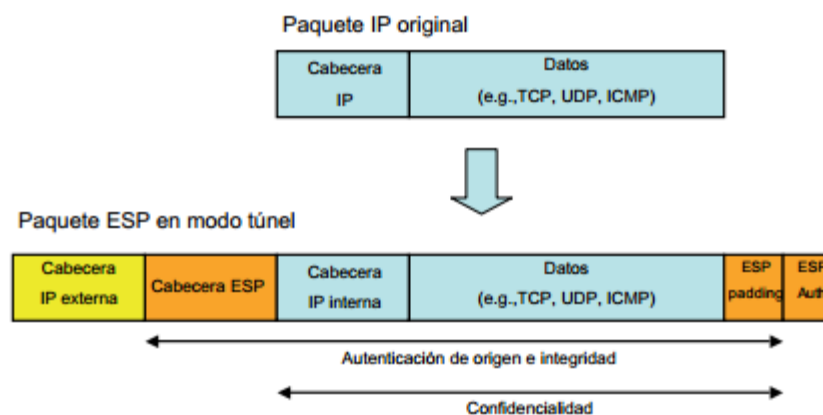 Paquete IP original
Cabecera
IP
Datos
(e.g.,TCP, UDP, ICMP)
Paquete ESP en modo túnel
Cabecera
IP externa
Cabecera ESP
Cabecera
IP interna
Datos
(e.g.,TCP, UDP, ICMP)
ESP
padding
ESP
Auth
Autenticación de origen e integridad
Confidencialidad